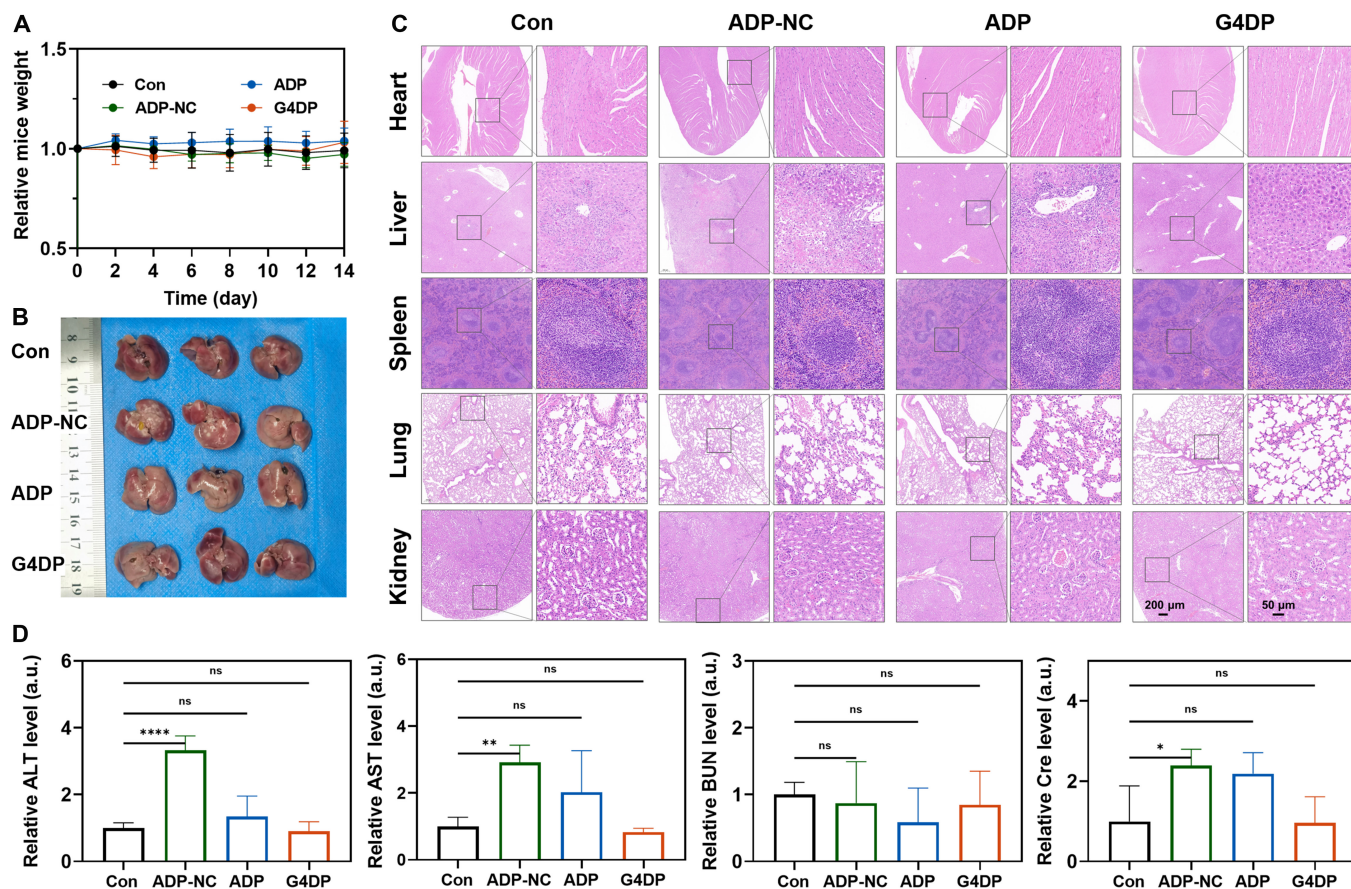 A
Relative mice weight
1.5
1.0
0.5
Con
ADP
ADP-NC
G4DP
0 2 4 6 8 10 12 14
Time (day)
B
Con
ADP-NC
ADP
G4DP
8
9
10
11
13
14
15
16
17
18
19
C
Con ADP-NC ADP G4DP
Heart
Liver
Spleen
Lung
Kidney
200 µm 50 µm
D
Relative ALT level (a.u.)
6
4
2
0
ns
ns
****
Con ADP-NC ADP G4DP
Relative AST level (a.u.)
6
4
2
0
ns
ns
**
Con ADP-NC ADP G4DP
Relative BUN level (a.u.)
3
2
1
0
ns
ns
ns
Con ADP-NC ADP G4DP
Relative Cre level (a.u.)
4
2
0
ns
ns
*
Con ADP-NC ADP G4DP